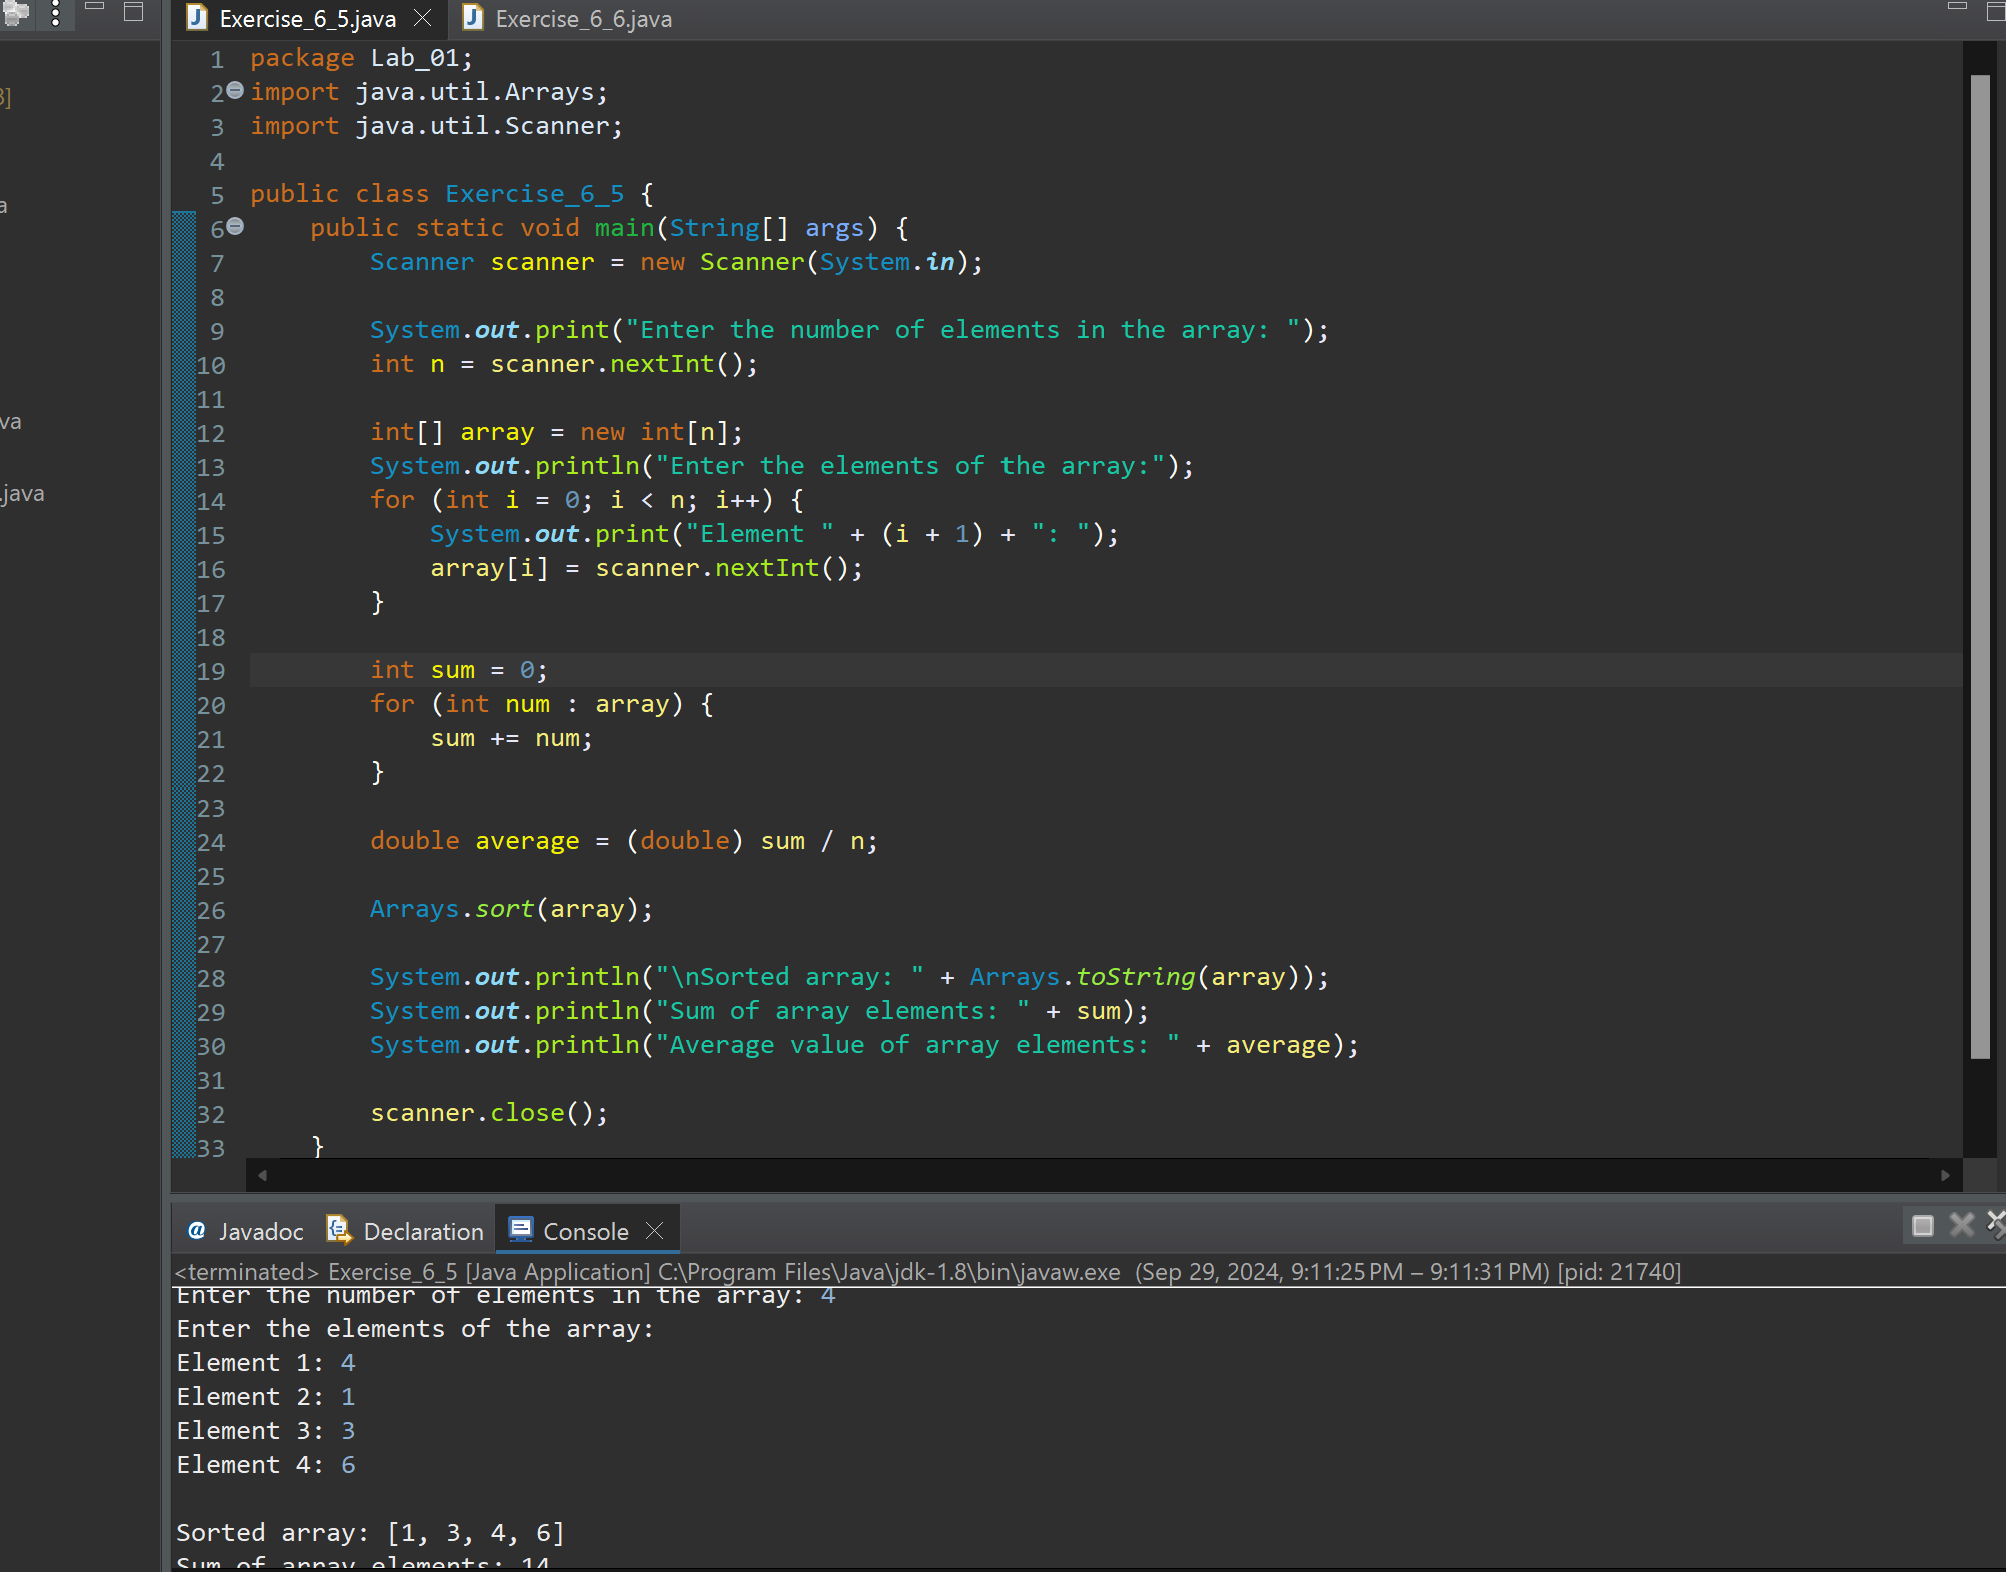 Exercise_6_5.java
Exercise_6_6.java
3]
a
va
.java
1 package Lab_01;
2 import java.util.Arrays;
3 import java.util.Scanner;
4
5 public class Exercise_6_5 {
6     public static void main(String[] args) {
7         Scanner scanner = new Scanner(System.in);
8
9         System.out.print("Enter the number of elements in the array: ");
10         int n = scanner.nextInt();
11
12         int[] array = new int[n];
13         System.out.println("Enter the elements of the array:");
14         for (int i = 0; i < n; i++) {
15             System.out.print("Element " + (i + 1) + ": ");
16             array[i] = scanner.nextInt();
17         }
18
19         int sum = 0;
20         for (int num : array) {
21             sum += num;
22         }
23
24         double average = (double) sum / n;
25
26         Arrays.sort(array);
27
28         System.out.println("\nSorted array: " + Arrays.toString(array));
29         System.out.println("Sum of array elements: " + sum);
30         System.out.println("Average value of array elements: " + average);
31
32         scanner.close();
33     }
@ Javadoc Declaration Console
<terminated> Exercise_6_5 [Java Application] C:\Program Files\Java\jdk-1.8\bin\javaw.exe (Sep 29, 2024, 9:11:25 PM – 9:11:31 PM) [pid: 21740]
Enter the number of elements in the array: 4
Enter the elements of the array:
Element 1: 4
Element 2: 1
Element 3: 3
Element 4: 6
Sorted array: [1, 3, 4, 6]
Sum of array elements: 14